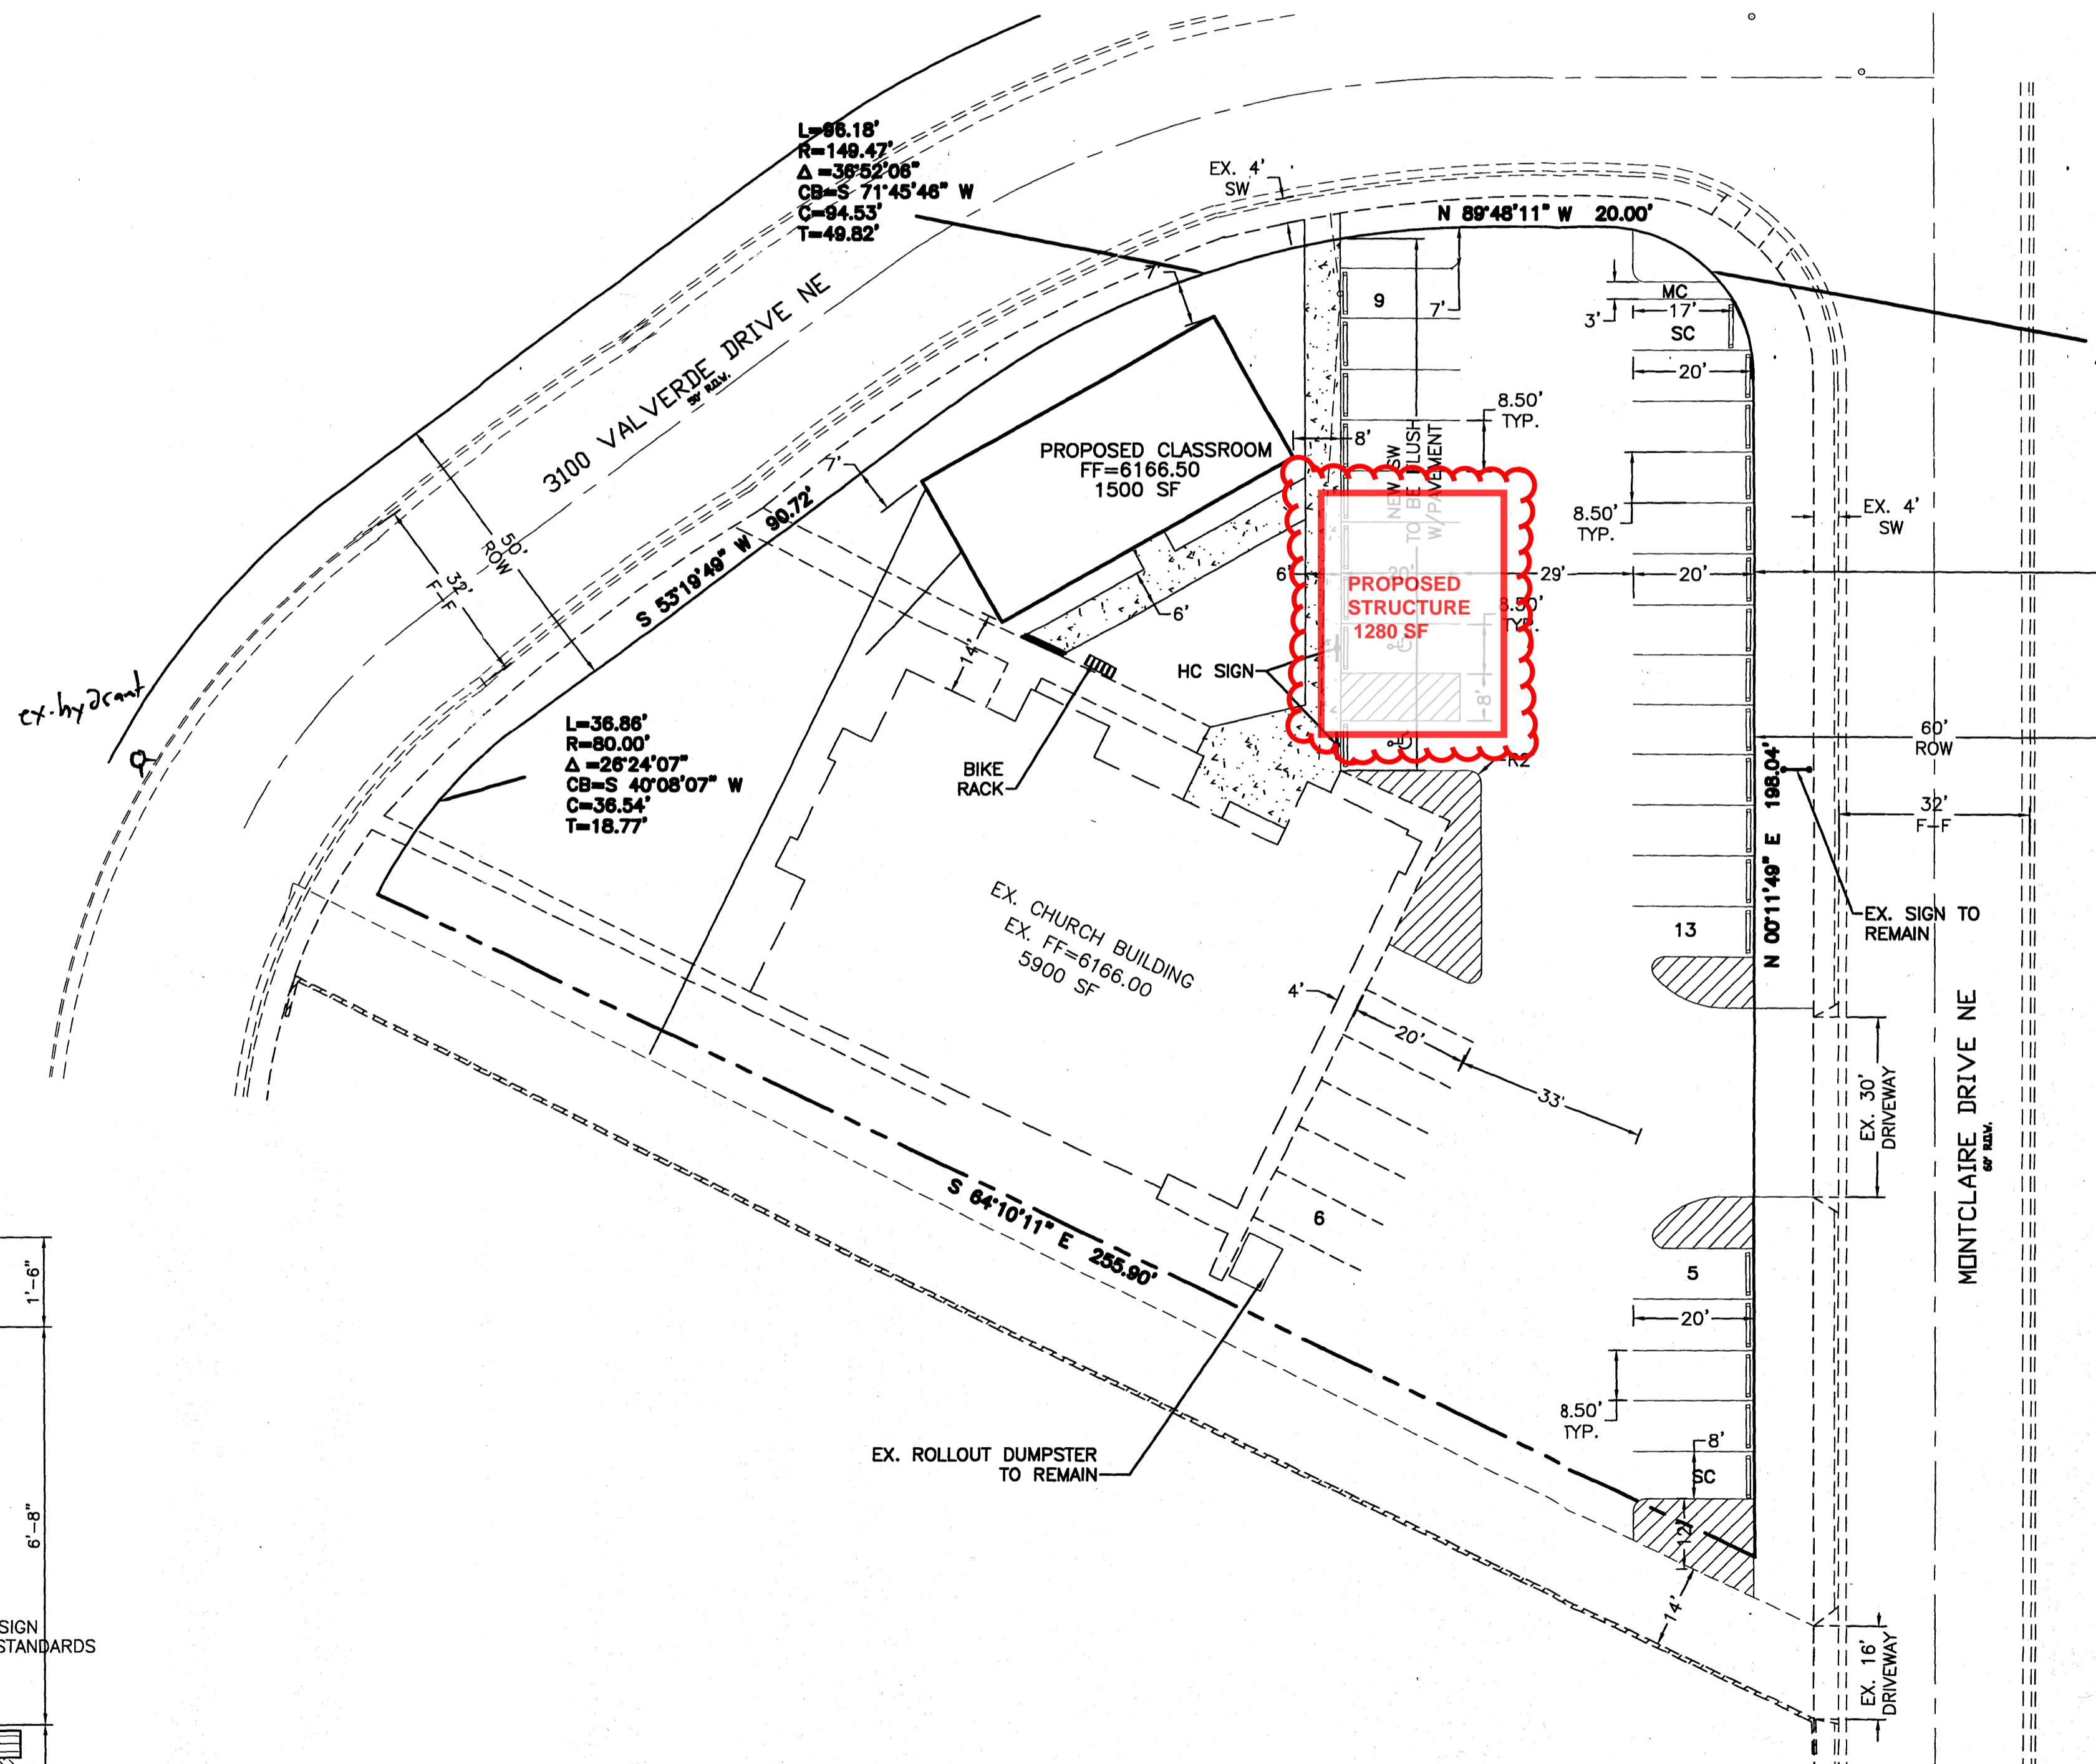 L=96.18'
R=149.47'
Δ =36°52'06"
CB=S 71°45'46" W
C=94.53'
T=49.82'
EX. 4'
SW
N 89°48'11" W 20.00'
7'
9
7'
MC
3'
17'
SC
20'
3100 VALVERDE DRIVE NE
50' R.O.W.
8.50'
TYP.
PROPOSED CLASSROOM
FF=6166.50
1500 SF
8'
NEW SW
TO BE FLUSH
W/PAVEMENT
7'
S 53°19'49" W 90.72'
50'
ROW
32'
F-F
8.50'
TYP.
EX. 4'
SW
6'
20'
29'
20'
PROPOSED
STRUCTURE
1280 SF
8.50'
TYP.
6'
14'
HC SIGN
8'
ex-hydrant
L=36.86'
R=80.00'
Δ =26°24'07"
CB=S 40°08'07" W
C=36.54'
T=18.77'
BIKE
RACK
R2
60'
ROW
N 00°11'49" E 198.04'
32'
F-F
EX. CHURCH BUILDING
EX. FF=6166.00
5900 SF
13
EX. SIGN TO
REMAIN
4'
20'
33'
EX. 30'
DRIVEWAY
MONTCLAIRE DRIVE NE
60' R.O.W.
S 64°10'11" E 255.90'
6
5
20'
1'-6"
8.50'
TYP.
8'
SC
EX. ROLLOUT DUMPSTER
TO REMAIN
6'-8"
12'
14'
SIGN
STANDARDS
EX. 16'
DRIVEWAY